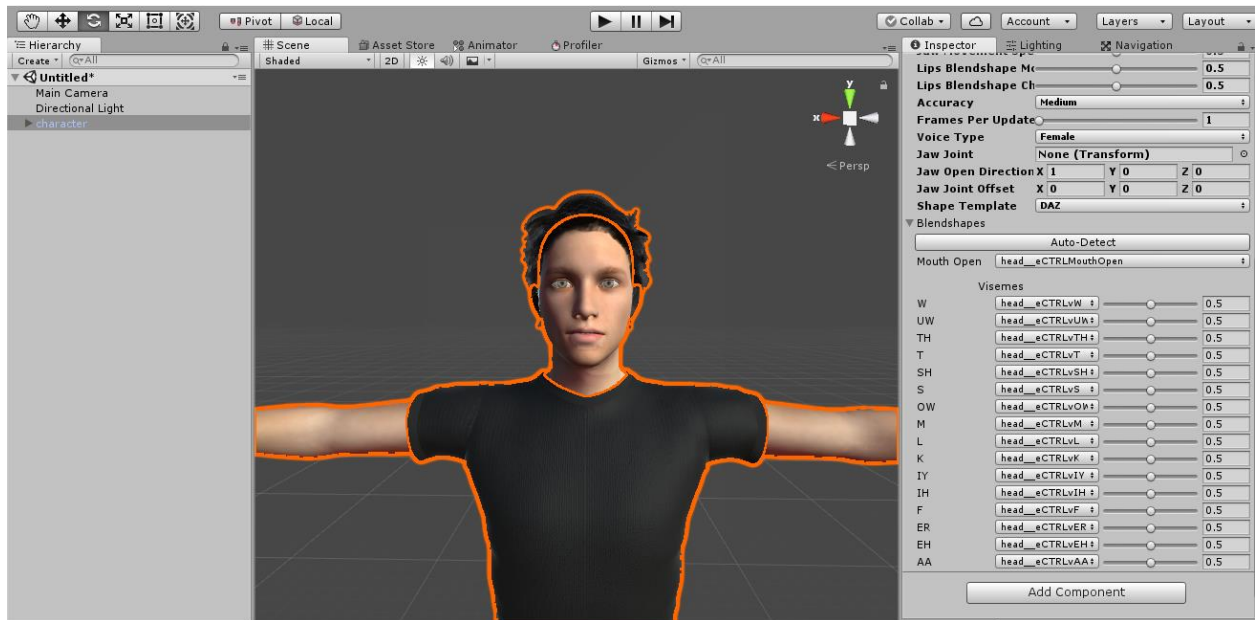 Pivot Local Collab Account Layers Layout
Hierarchy
Create All
Untitled*
Main Camera
Directional Light
character
Scene Asset Store Animator Profiler
Shaded 2D Gizmos All
y
x
Persp
Inspector Lighting Navigation
Lips Blendshape Mo 0.5
Lips Blendshape Ch 0.5
Accuracy Medium
Frames Per Update 1
Voice Type Female
Jaw Joint None (Transform)
Jaw Open Direction X 1 Y 0 Z 0
Jaw Joint Offset X 0 Y 0 Z 0
Shape Template DAZ
Blendshapes
Auto-Detect
Mouth Open head__eCTRLMouthOpen
Visemes
W head__eCTRLvW 0.5
UW head__eCTRLvUW 0.5
TH head__eCTRLvTH 0.5
T head__eCTRLvT 0.5
SH head__eCTRLvSH 0.5
S head__eCTRLvS 0.5
OW head__eCTRLvOW 0.5
M head__eCTRLvM 0.5
L head__eCTRLvL 0.5
K head__eCTRLvK 0.5
IY head__eCTRLvIY 0.5
IH head__eCTRLvIH 0.5
F head__eCTRLvF 0.5
ER head__eCTRLvER 0.5
EH head__eCTRLvEH 0.5
AA head__eCTRLvAA 0.5
Add Component